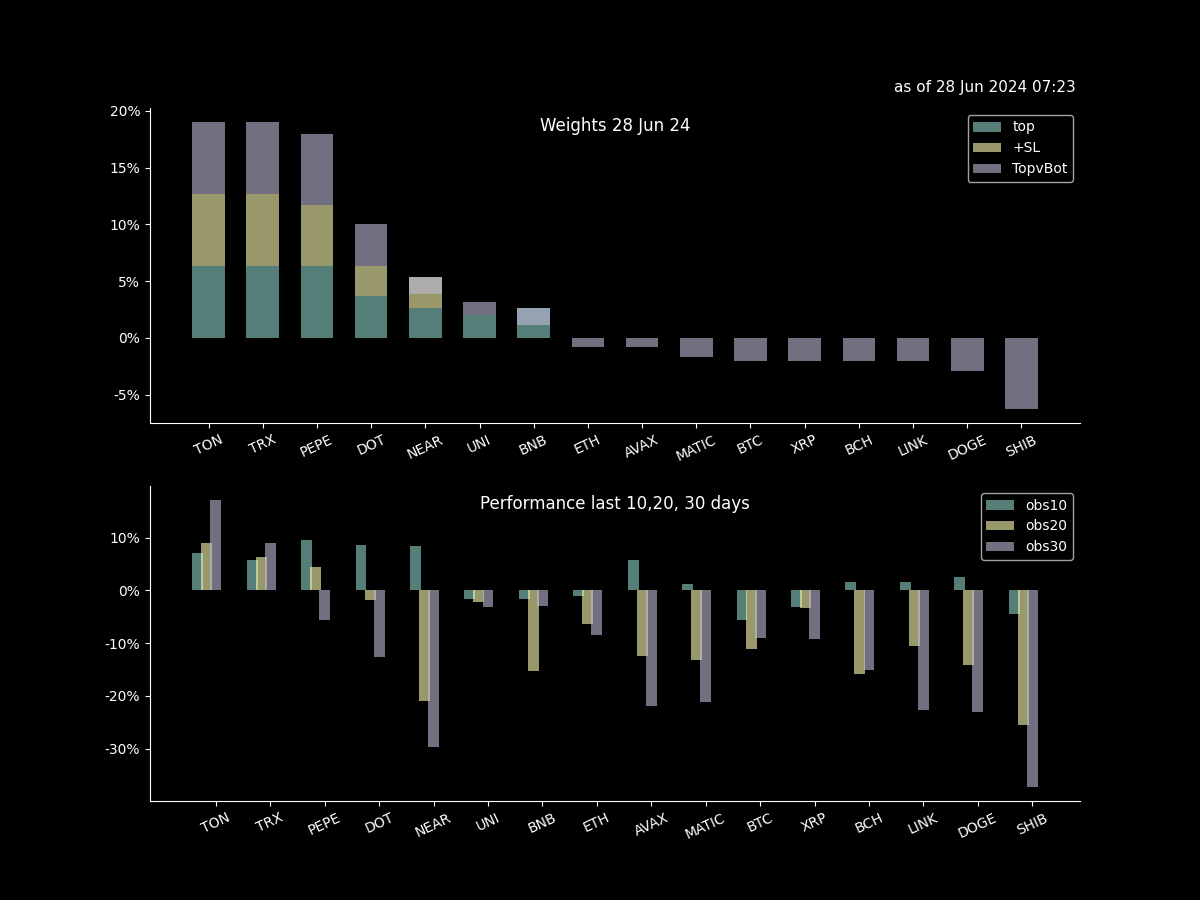 as of 28 Jun 2024 07:23
Weights 28 Jun 24
top
+SL
TopvBot
20%
15%
10%
5%
0%
-5%
TON TRX PEPE DOT NEAR UNI BNB ETH AVAX MATIC BTC XRP BCH LINK DOGE SHIB
Performance last 10,20, 30 days
obs10
obs20
obs30
10%
0%
-10%
-20%
-30%
TON TRX PEPE DOT NEAR UNI BNB ETH AVAX MATIC BTC XRP BCH LINK DOGE SHIB